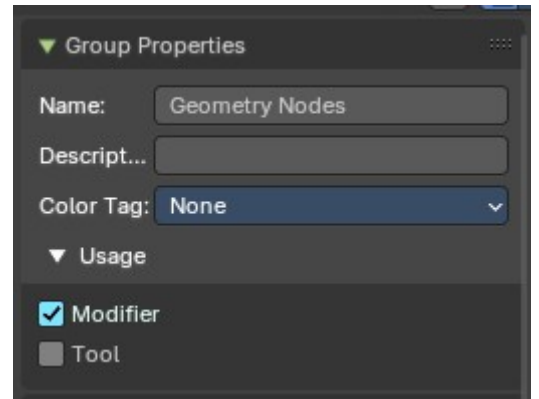 Group Properties
Name: Geometry Nodes
Descript...
Color Tag: None
Usage
Modifier
Tool